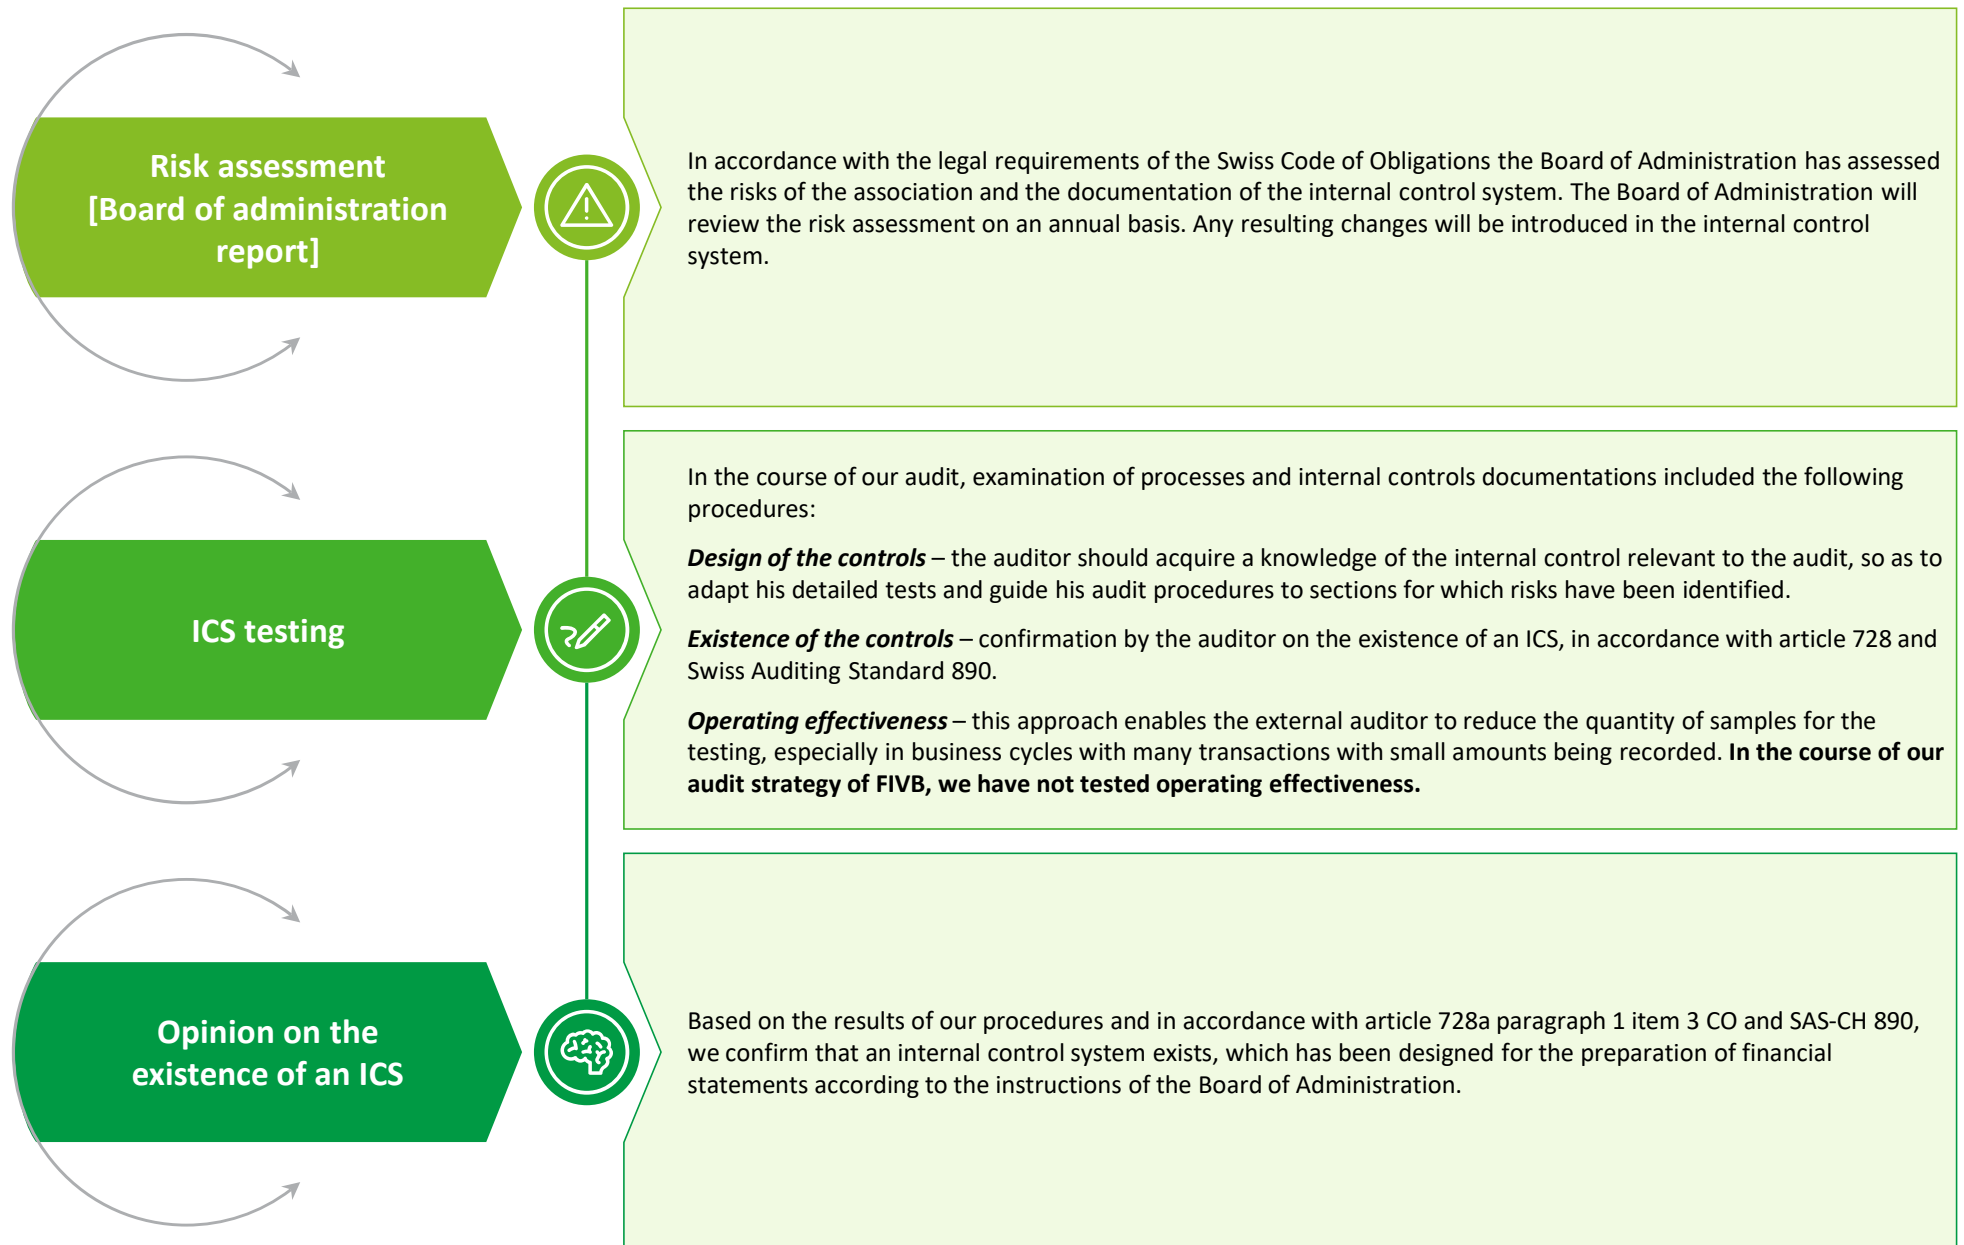 Risk assessment
[Board of administration
report]
In accordance with the legal requirements of the Swiss Code of Obligations the Board of Administration has assessed
the risks of the association and the documentation of the internal control system. The Board of Administration will
review the risk assessment on an annual basis. Any resulting changes will be introduced in the internal control
system.
ICS testing
In the course of our audit, examination of processes and internal controls documentations included the following
procedures:
Design of the controls – the auditor should acquire a knowledge of the internal control relevant to the audit, so as to
adapt his detailed tests and guide his audit procedures to sections for which risks have been identified.
Existence of the controls – confirmation by the auditor on the existence of an ICS, in accordance with article 728 and
Swiss Auditing Standard 890.
Operating effectiveness – this approach enables the external auditor to reduce the quantity of samples for the
testing, especially in business cycles with many transactions with small amounts being recorded. In the course of our
audit strategy of FIVB, we have not tested operating effectiveness.
Opinion on the
existence of an ICS
Based on the results of our procedures and in accordance with article 728a paragraph 1 item 3 CO and SAS-CH 890,
we confirm that an internal control system exists, which has been designed for the preparation of financial
statements according to the instructions of the Board of Administration.